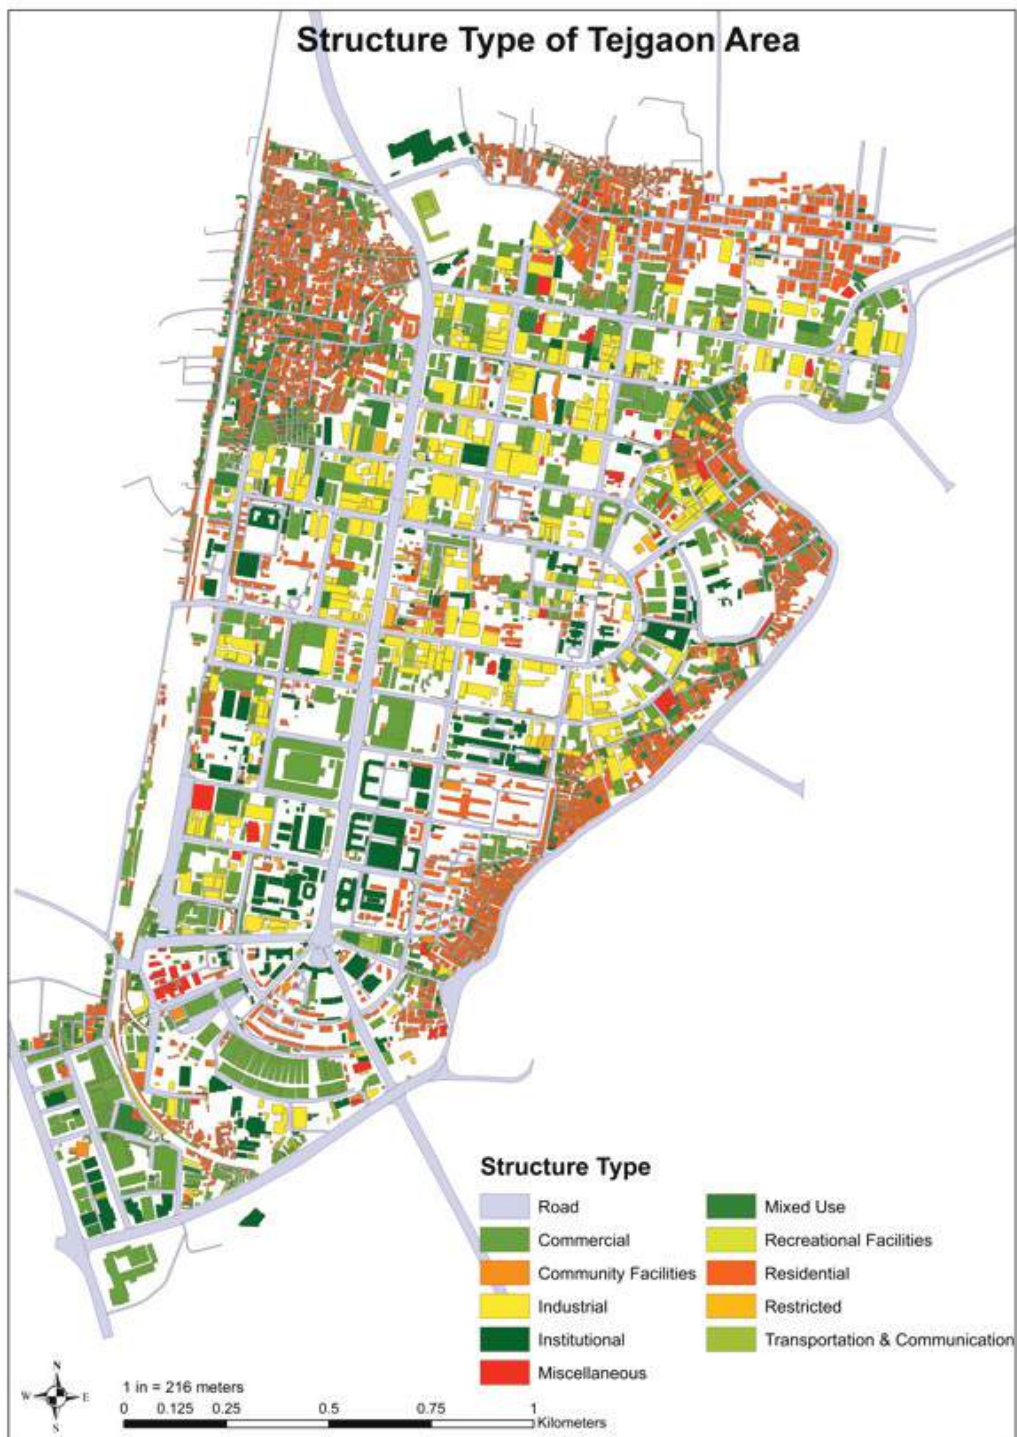 Structure Type of Tejgaon Area
Structure Type
Road
Commercial
Community Facilities
Industrial
Institutional
Miscellaneous
Mixed Use
Recreational Facilities
Residential
Restricted
Transportation & Communication
N
W E
S
1 in = 216 meters
0 0.125 0.25 0.5 0.75 1
Kilometers